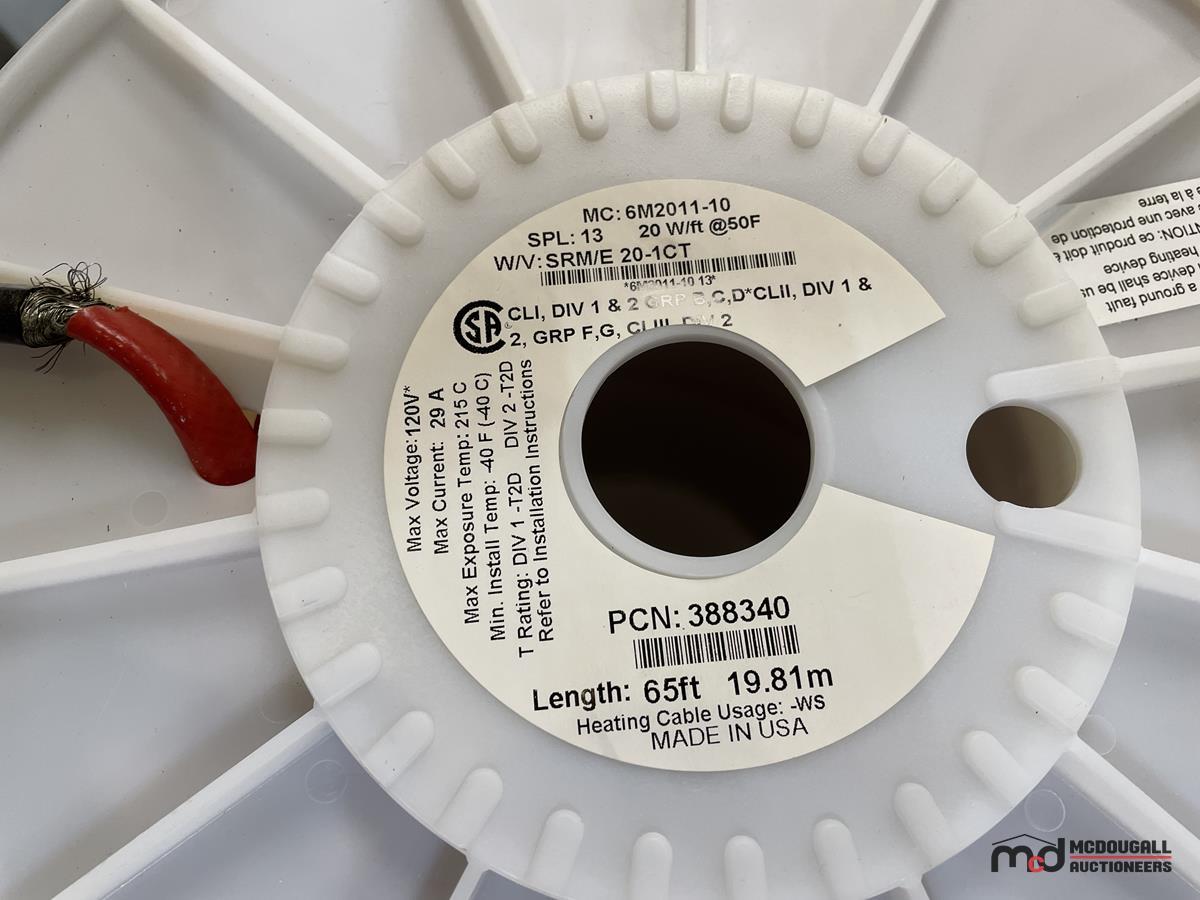 MC: 6M2011-10
SPL: 13 20 W/ft @50F
W/V: SRM/E 20-1CT
*6M2011-10 13*
SA
® CLI, DIV 1 & 2 GRP B,C,D*CLII, DIV 1 &
2, GRP F,G, CLIII, DIV 2
Max Voltage: 120V*
Max Current: 29 A
Max Exposure Temp: 215 C
Min. Install Temp: -40 F (-40 C)
T Rating: DIV 1 -T2D DIV 2 -T2D
Refer to Installation Instructions
PCN: 388340
Length: 65ft 19.81m
Heating Cable Usage: -WS
MADE IN USA
a ground fault
device shall be us
heating device
TION: ce produit doit
avec une protection de
à la terre
mcd MCDOUGALL
AUCTIONEERS